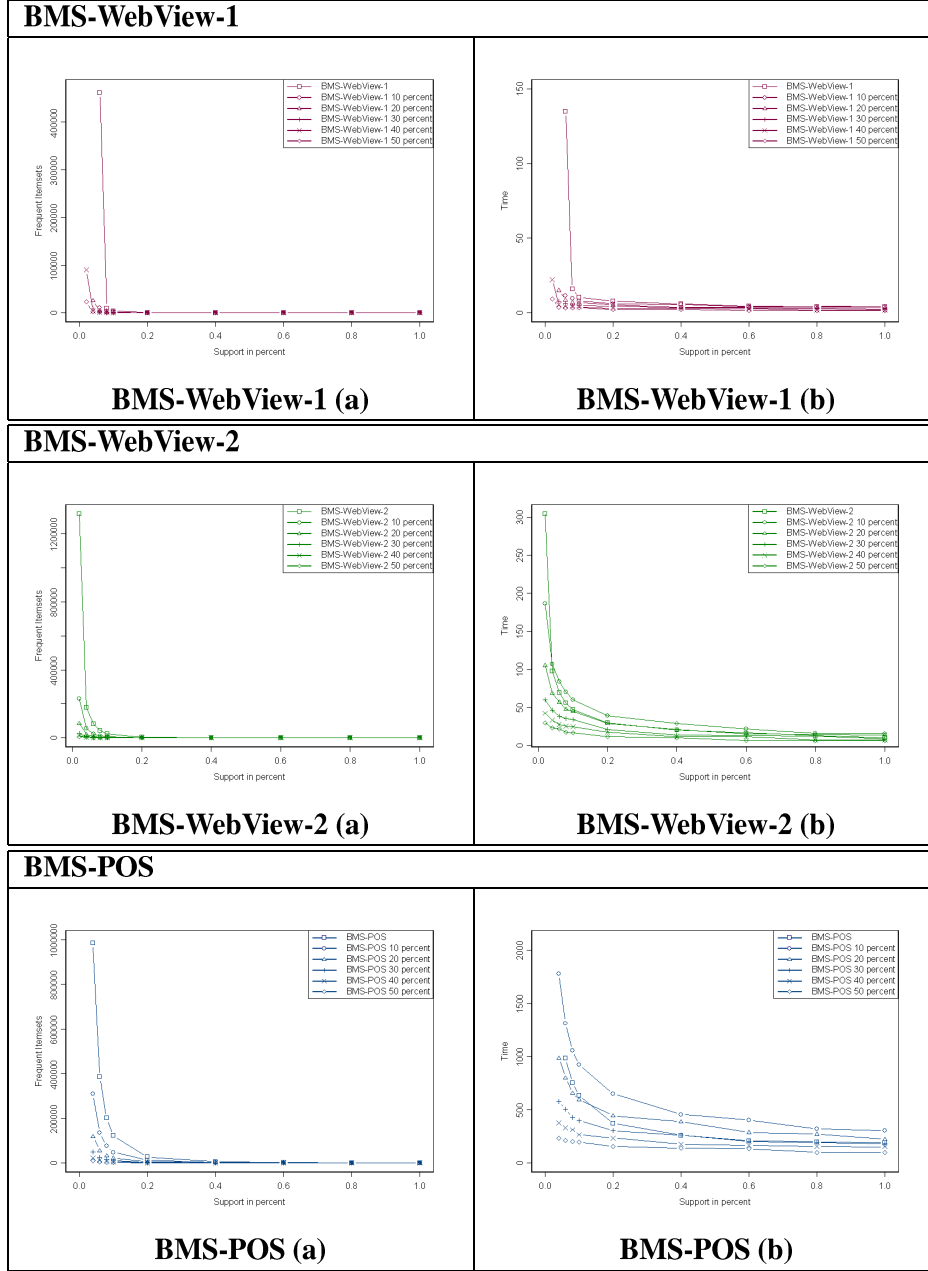 BMS-WebView-1
Frequent Itemsets
0
100000
200000
300000
400000
0.0 0.2 0.4 0.6 0.8 1.0
Support in percent
BMS-WebView-1
BMS-WebView-1 10 percent
BMS-WebView-1 20 percent
BMS-WebView-1 30 percent
BMS-WebView-1 40 percent
BMS-WebView-1 50 percent
BMS-WebView-1 (a)
Time
0
50
100
150
0.0 0.2 0.4 0.6 0.8 1.0
Support in percent
BMS-WebView-1
BMS-WebView-1 10 percent
BMS-WebView-1 20 percent
BMS-WebView-1 30 percent
BMS-WebView-1 40 percent
BMS-WebView-1 50 percent
BMS-WebView-1 (b)
BMS-WebView-2
Frequent Itemsets
0
400000
800000
1200000
0.0 0.2 0.4 0.6 0.8 1.0
Support in percent
BMS-WebView-2
BMS-WebView-2 10 percent
BMS-WebView-2 20 percent
BMS-WebView-2 30 percent
BMS-WebView-2 40 percent
BMS-WebView-2 50 percent
BMS-WebView-2 (a)
Time
0
50
100
150
200
250
300
0.0 0.2 0.4 0.6 0.8 1.0
Support in percent
BMS-WebView-2
BMS-WebView-2 10 percent
BMS-WebView-2 20 percent
BMS-WebView-2 30 percent
BMS-WebView-2 40 percent
BMS-WebView-2 50 percent
BMS-WebView-2 (b)
BMS-POS
Frequent Itemsets
0
200000
400000
600000
800000
1000000
0.0 0.2 0.4 0.6 0.8 1.0
Support in percent
BMS-POS
BMS-POS 10 percent
BMS-POS 20 percent
BMS-POS 30 percent
BMS-POS 40 percent
BMS-POS 50 percent
BMS-POS (a)
Time
0
500
1000
1500
2000
0.0 0.2 0.4 0.6 0.8 1.0
Support in percent
BMS-POS
BMS-POS 10 percent
BMS-POS 20 percent
BMS-POS 30 percent
BMS-POS 40 percent
BMS-POS 50 percent
BMS-POS (b)